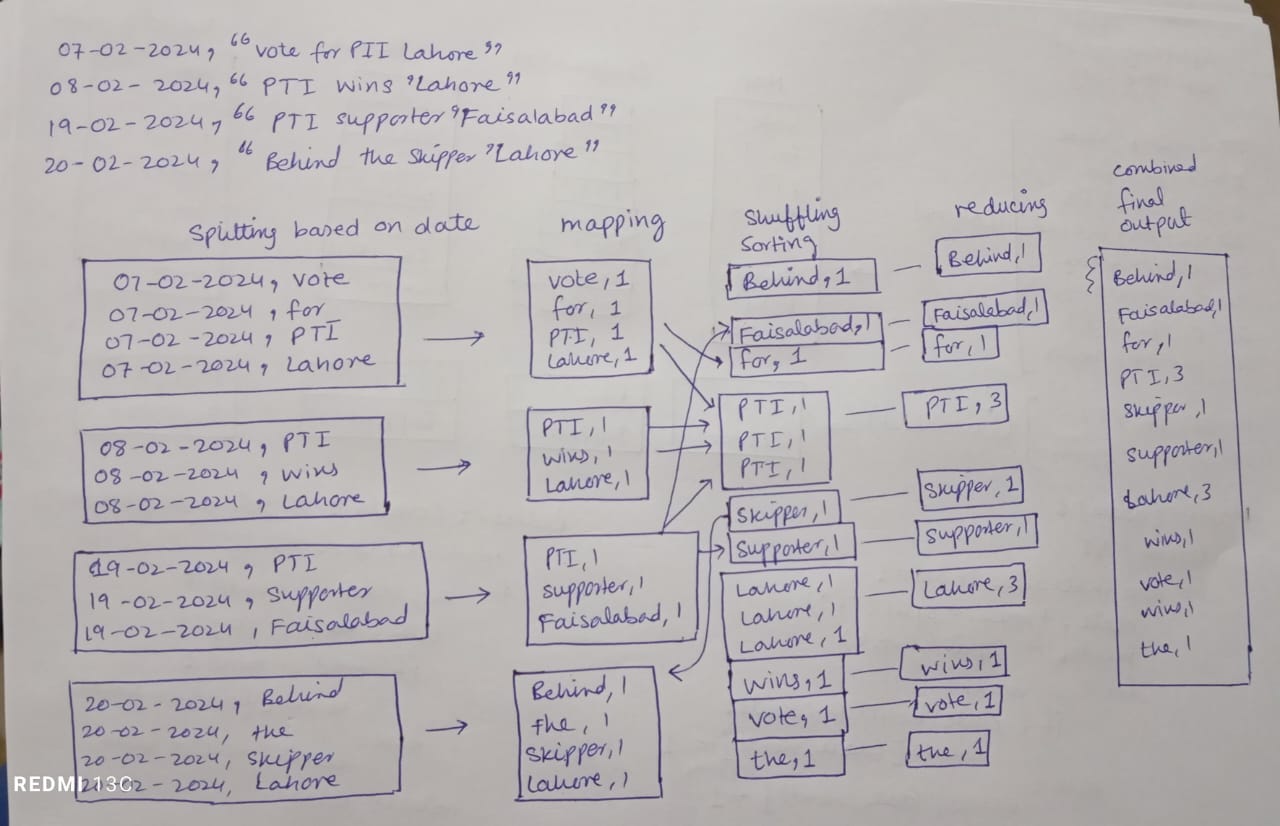 07-02-2024, “vote for PII Lahore”
08-02-2024, “PTI wins "Lahore”
19-02-2024, “PTI supporter "Faisalabad”
20-02-2024, “Behind the Skipper "Lahore”
Splitting based on date
07-02-2024, vote
07-02-2024, for
07-02-2024, PTI
07-02-2024, Lahore
08-02-2024, PTI
08-02-2024, wins
08-02-2024, Lahore
19-02-2024, PTI
19-02-2024, Supporter
19-02-2024, Faisalabad
20-02-2024, Behind
20-02-2024, the
20-02-2024, Skipper
02-2024, Lahore
mapping
vote, 1
for, 1
PTI, 1
Lahore, 1
PTI, 1
wins, 1
Lahore, 1
PTI, 1
supporter, 1
Faisalabad, 1
Behind, 1
the, 1
Skipper, 1
Lahore, 1
Shuffling
Sorting
Behind, 1
Faisalabad, 1
for, 1
PTI, 1
PTI, 1
PTI, 1
Skipper, 1
Supporter, 1
Lahore, 1
Lahore, 1
Lahore, 1
wins, 1
vote, 1
the, 1
reducing
Behind, 1
Faisalabad, 1
for, 1
PTI, 3
Skipper, 1
Supporter, 1
Lahore, 3
wins, 1
vote, 1
the, 1
combined
final
output
Behind, 1
Faisalabad, 1
for, 1
PTI, 3
Skipper, 1
supporter, 1
Lahore, 3
wins, 1
vote, 1
wins, 1
the, 1
REDMI 13C